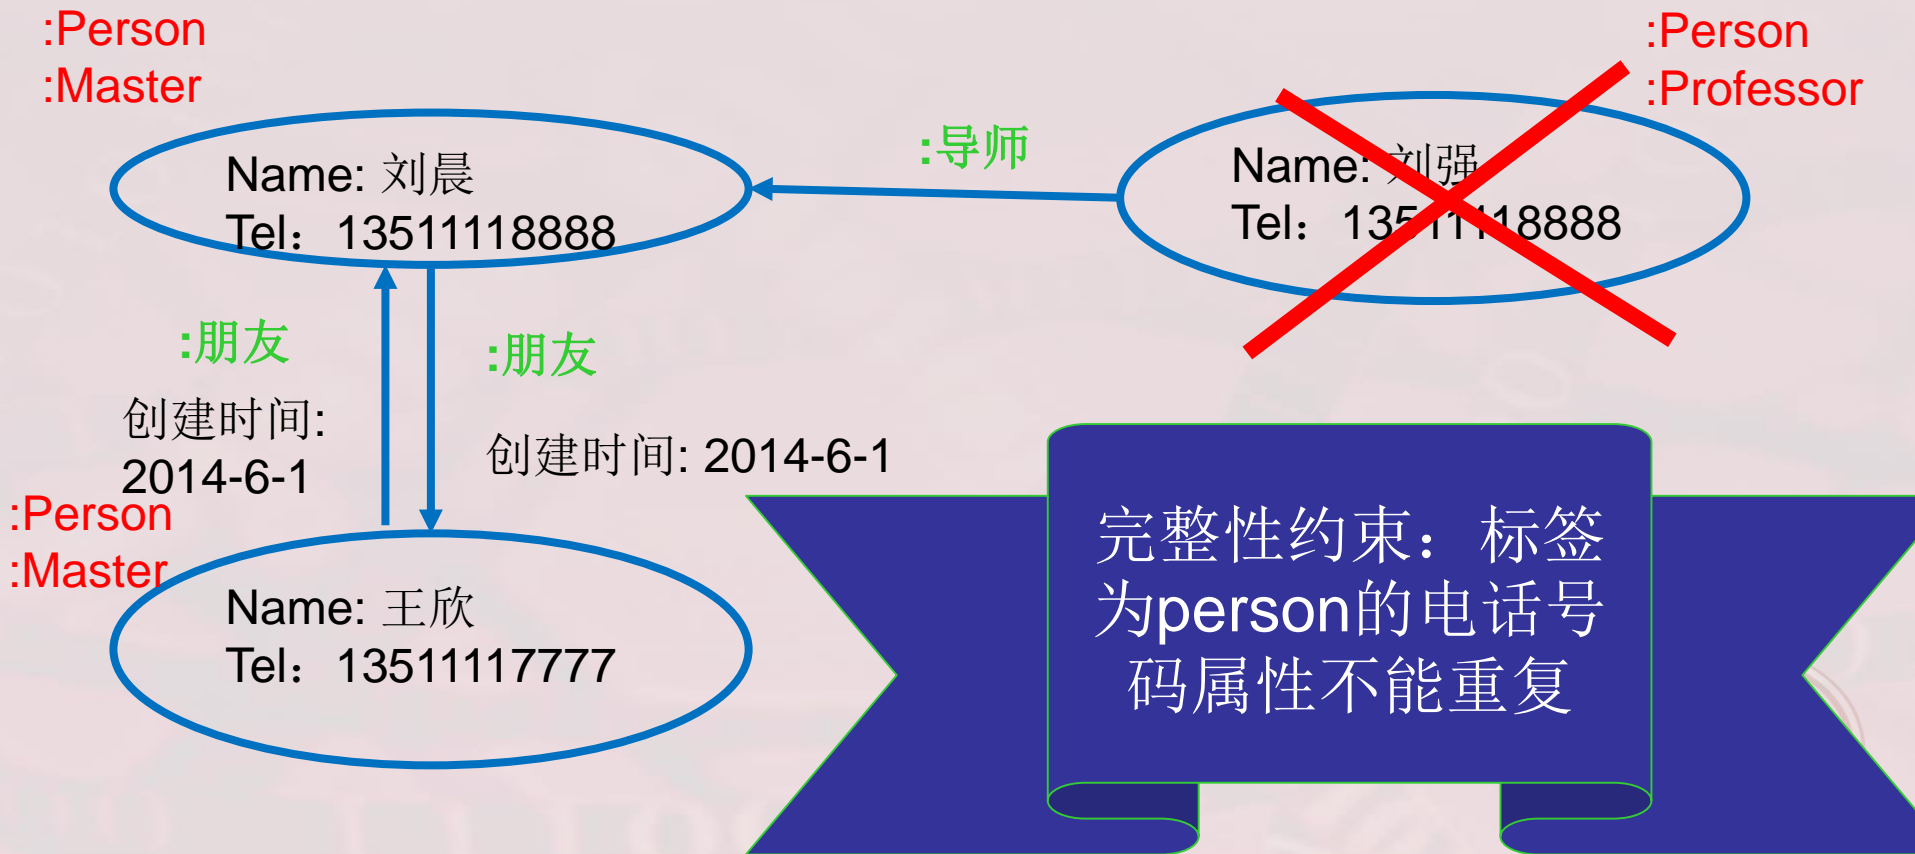 :Person
:Master
:Person
:Professor
:导师
Name: 刘晨
Tel：13511118888
Name: 刘强
Tel：13511118888
:朋友
创建时间:
2014-6-1
:朋友
创建时间: 2014-6-1
:Person
:Master
Name: 王欣
Tel：13511117777
完整性约束：标签
为person的电话号
码属性不能重复